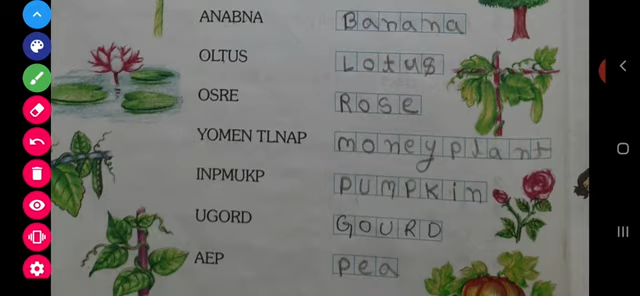 ANABNA Banana
OLTUS Lotus
OSRE Rose
YOMEN TLNAP moneyplant
INPMUKP PUMPKin
UGORD GOURD
AEP Pea